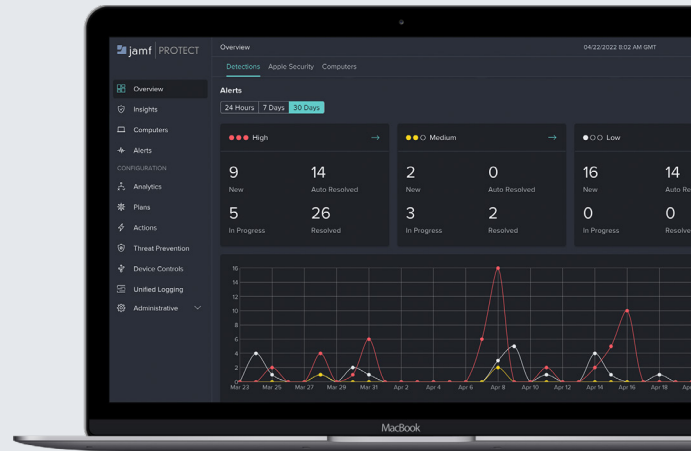 jamf PROTECT
Overview
04/22/2022 8:02 AM GMT
Detections Apple Security Computers
Overview
Insights
Computers
Alerts
CONFIGURATION
Analytics
Plans
Actions
Threat Prevention
Device Controls
Unified Logging
Administrative
Alerts
24 Hours 7 Days 30 Days
High
9 14
New Auto Resolved
5 26
In Progress Resolved
Medium
2 0
New Auto Resolved
3 2
In Progress Resolved
Low
16 14
New Auto Re
0 0
In Progress Resolve
16
14
12
10
8
6
4
2
0
Mar 23 Mar 25 Mar 27 Mar 29 Mar 31 Apr 2 Apr 4 Apr 6 Apr 8 Apr 10 Apr 12 Apr 14 Apr 16 Apr 18 Ap
MacBook